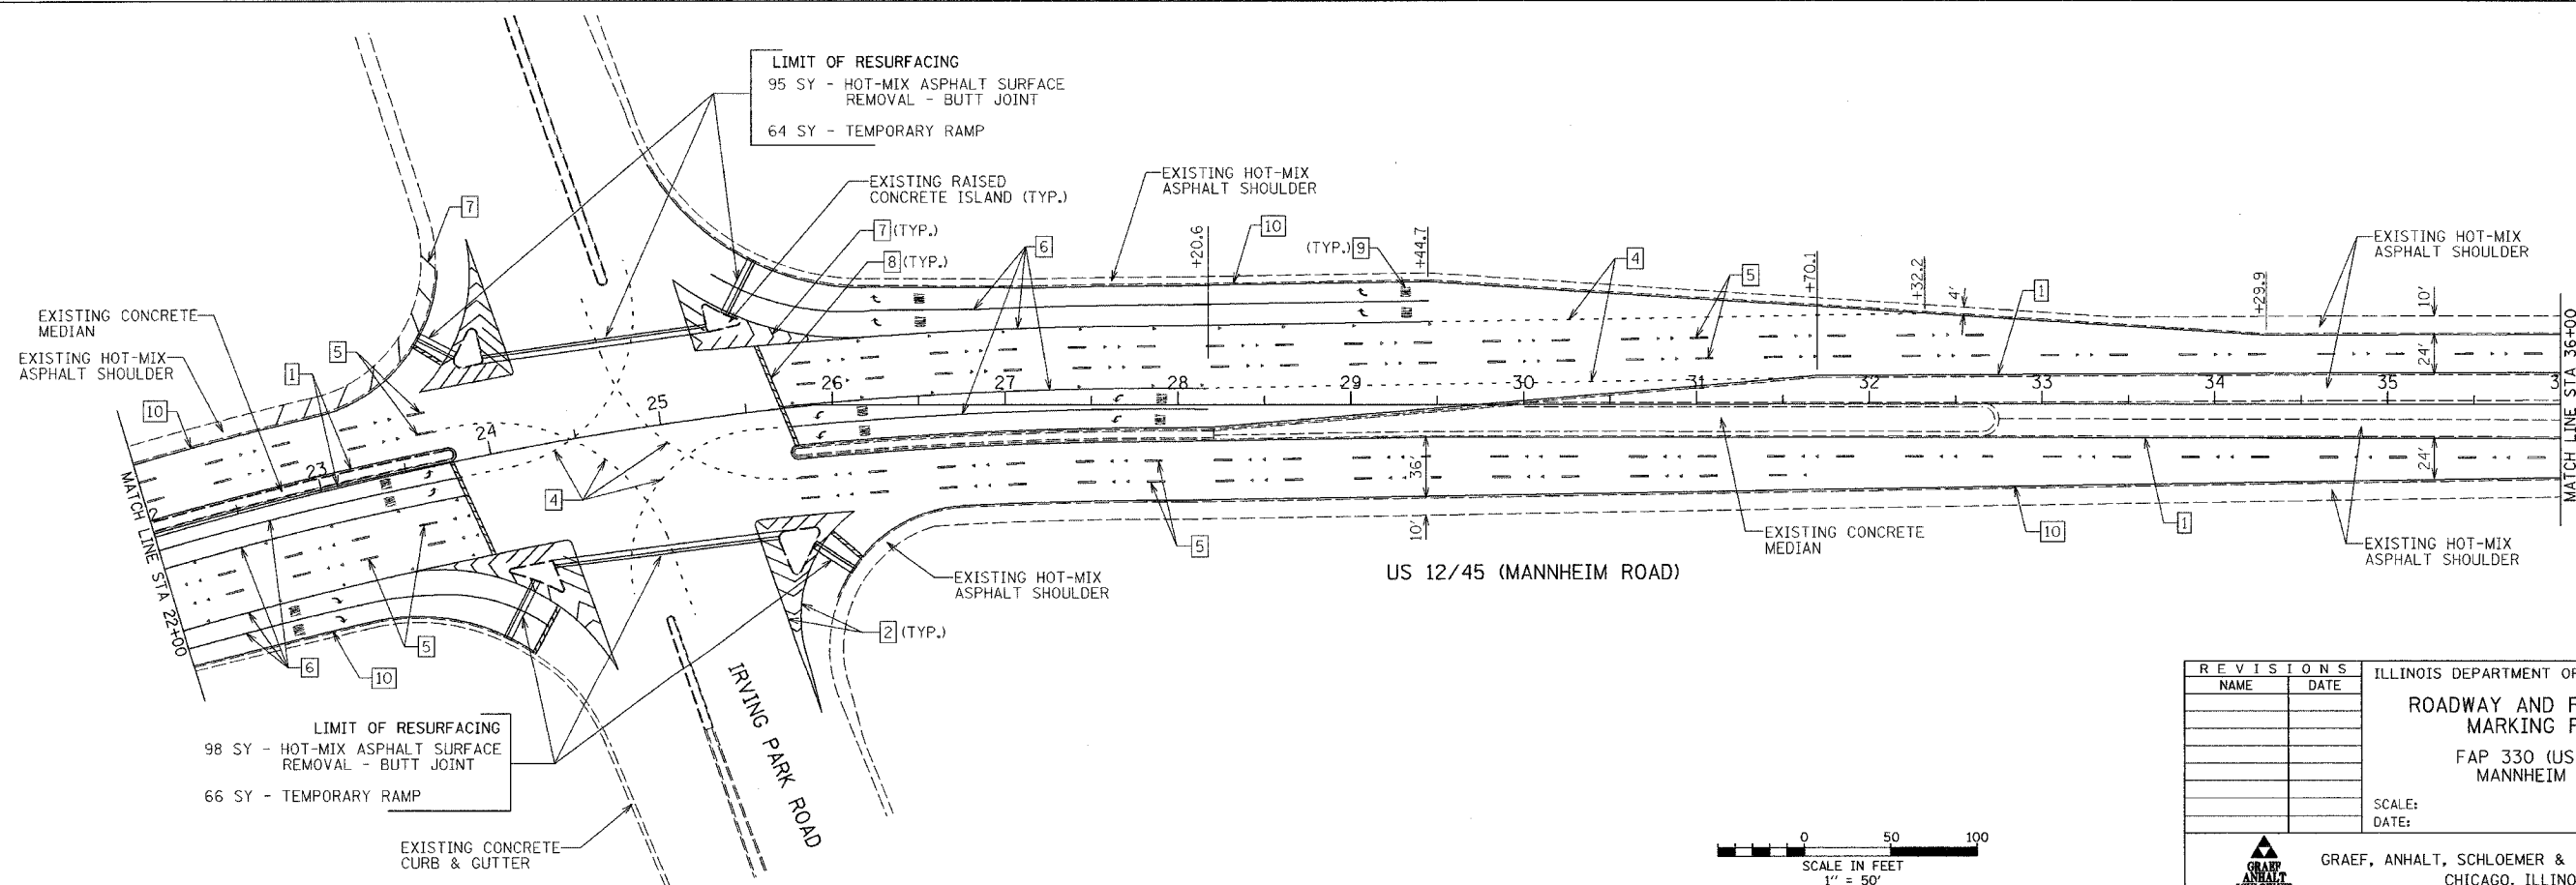 LIMIT OF RESURFACING
95 SY - HOT-MIX ASPHALT SURFACE
REMOVAL - BUTT JOINT
64 SY - TEMPORARY RAMP
EXISTING RAISED
CONCRETE ISLAND (TYP.)
7 (TYP.)
8 (TYP.)
EXISTING HOT-MIX
ASPHALT SHOULDER
10
6
(TYP.) 9
+20.6
+44.7
4
5
+70.1
+32.2
4'
1
+29.9
EXISTING HOT-MIX
ASPHALT SHOULDER
10'
24'
7
EXISTING CONCRETE
MEDIAN
EXISTING HOT-MIX
ASPHALT SHOULDER
10
1
5
23
24
25
26
27
28
29
30
31
32
33
34
35
3
MATCH LINE STA 36+00
MATCH LINE STA 22+00
2
ONLY
4
36'
10'
24'
5
EXISTING CONCRETE
MEDIAN
10
1
EXISTING HOT-MIX
ASPHALT SHOULDER
EXISTING HOT-MIX
ASPHALT SHOULDER
US 12/45 (MANNHEIM ROAD)
2 (TYP.)
6
5
10
IRVING PARK ROAD
LIMIT OF RESURFACING
98 SY - HOT-MIX ASPHALT SURFACE
REMOVAL - BUTT JOINT
66 SY - TEMPORARY RAMP
EXISTING CONCRETE
CURB & GUTTER
0 50 100
SCALE IN FEET
1" = 50'
REVISIONS
NAME DATE
ILLINOIS DEPARTMENT OF
ROADWAY AND
MARKING
FAP 330 (US
MANNHEIM
SCALE:
DATE:
GRAEF
ANHALT
GRAEF, ANHALT, SCHLOEMER &
CHICAGO, ILLINO